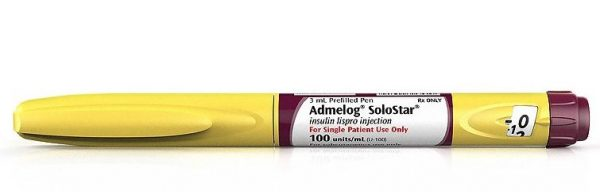 3 mL Prefilled Pen
Rx ONLY
Admelog® SoloStar®
insulin lispro injection
For Single Patient Use Only
100 units/mL (U-100)
0